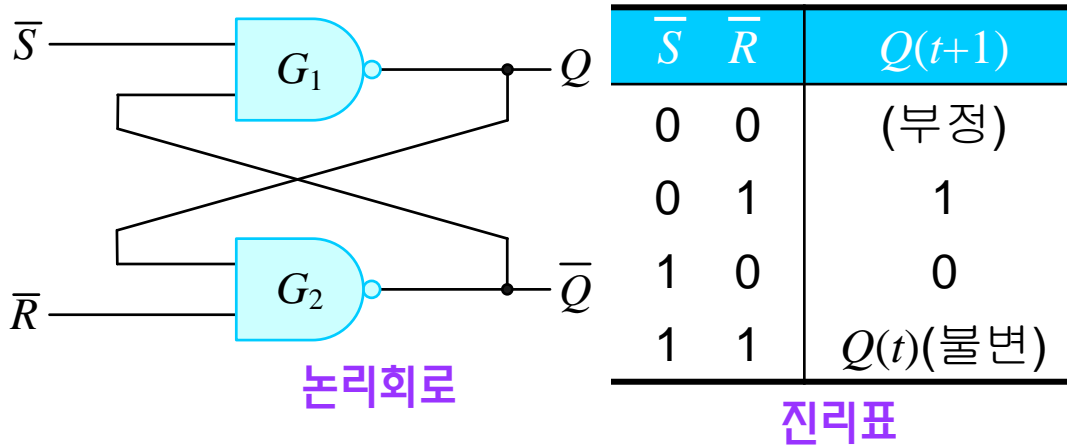 S̅
G₁
Q
R̅
G₂
Q̅
논리회로
S̅ R̅ Q(t+1)
0 0 (부정)
0 1 1
1 0 0
1 1 Q(t)(불변)
진리표